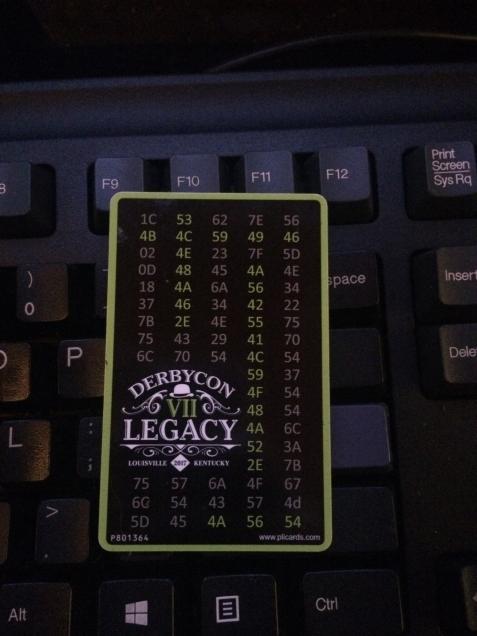 Print
Screen
Sys Rq
8
F9
F10
F11
F12
1C 53 62 7E 56
4B 4C 59 49 46
02 4E 23 7F 5D
)
0
0D 48 45 4A 4E
space
Insert
18 4A 6A 56 34
37 46 34 42 22
7B 2E 4E 55 75
75 43 29 41 70
P
Dele
6C 70 54 4C 54
DERBYCON
VII
LEGACY
LOUISVILLE 2017 KENTUCKY
59 37
4F 54
48 54
4A 6C
52 3A
2E 7B
L
:
;
75 57 6A 4F 67
6C 54 43 57 4d
5D 45 4A 56 54
>
.
P801364
www.plicards.com
Alt
Ctrl